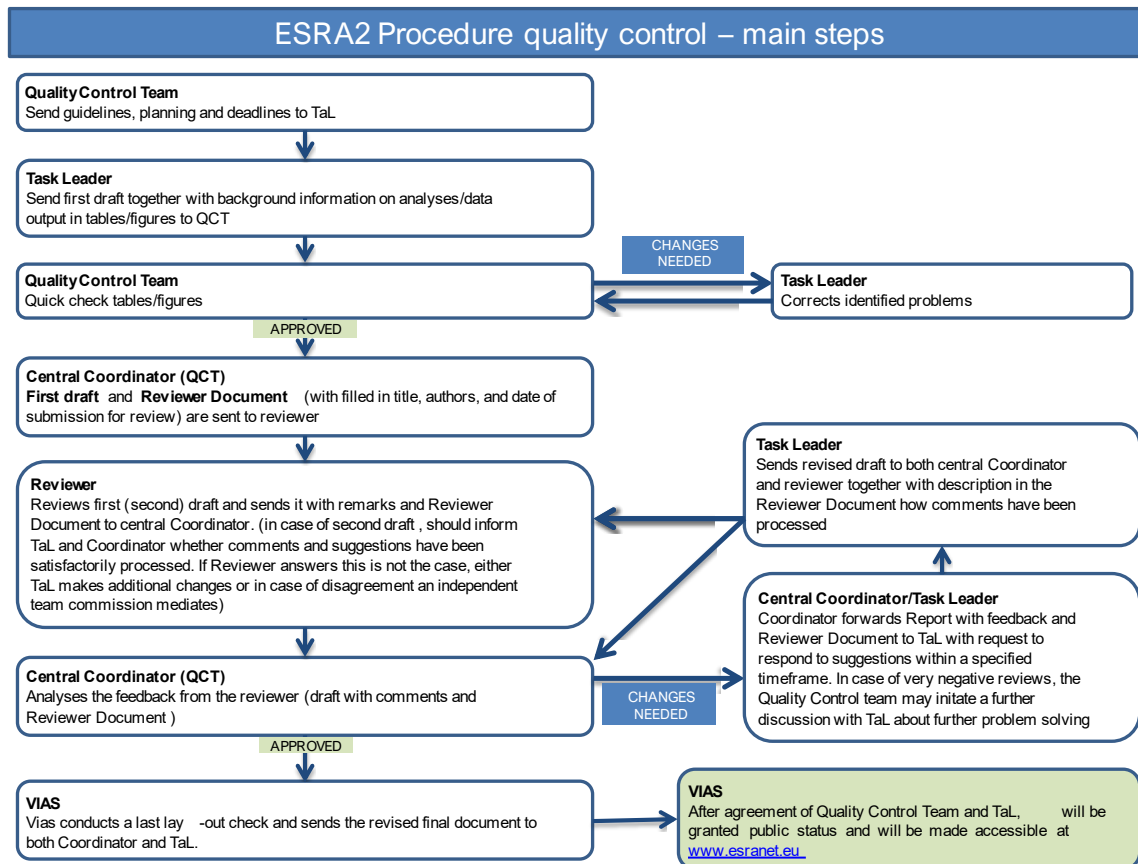 ESRA2 Procedure quality control – main steps
Quality Control Team
Send guidelines, planning and deadlines to TaL
Task Leader
Send first draft together with background information on analyses/data
output in tables/figures to QCT
CHANGES
NEEDED
Quality Control Team
Quick check tables/figures
Task Leader
Corrects identified problems
APPROVED
Central Coordinator (QCT)
First draft and Reviewer Document (with filled in title, authors, and date of
submission for review) are sent to reviewer
Task Leader
Sends revised draft to both central Coordinator
and reviewer together with description in the
Reviewer Document how comments have been
processed
Reviewer
Reviews first (second) draft and sends it with remarks and Reviewer
Document to central Coordinator. (in case of second draft , should inform
TaL and Coordinator whether comments and suggestions have been
satisfactorily processed. If Reviewer answers this is not the case, either
TaL makes additional changes or in case of disagreement an independent
team commission mediates)
Central Coordinator/Task Leader
Coordinator forwards Report with feedback and
Reviewer Document to TaL with request to
respond to suggestions within a specified
timeframe. In case of very negative reviews, the
Quality Control team may initate a further
discussion with TaL about further problem solving
Central Coordinator (QCT)
Analyses the feedback from the reviewer (draft with comments and
Reviewer Document )
CHANGES
NEEDED
APPROVED
VIAS
Vias conducts a last lay -out check and sends the revised final document to
both Coordinator and TaL.
VIAS
After agreement of Quality Control Team and TaL, will be
granted public status and will be made accessible at
www.esranet.eu